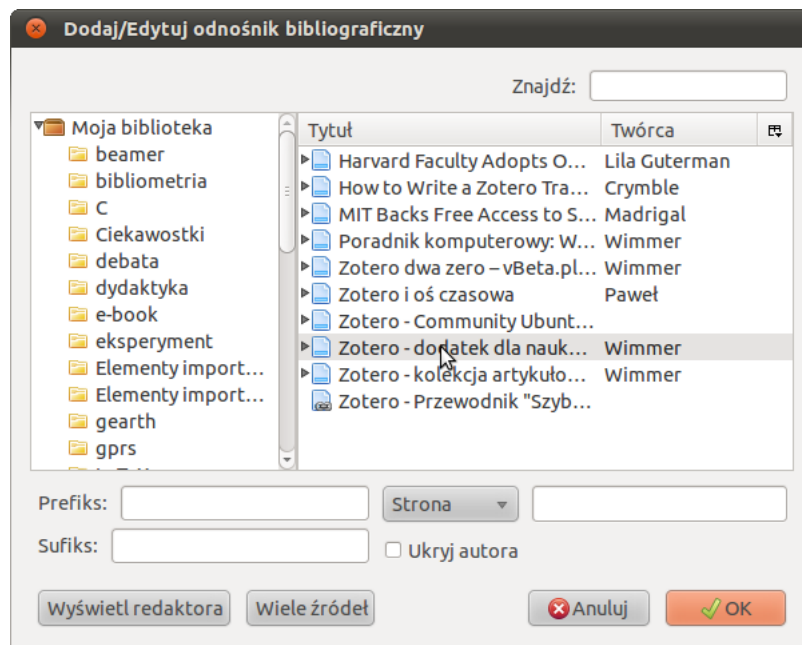 Dodaj/Edytuj odnośnik bibliograficzny
Znajdź:
Moja biblioteka
beamer
bibliometria
C
Ciekawostki
debata
dydaktyka
e-book
eksperyment
Elementy import...
Elementy import...
gearth
gprs
Tytuł Twórca
Harvard Faculty Adopts O... Lila Guterman
How to Write a Zotero Tra... Crymble
MIT Backs Free Access to S... Madrigal
Poradnik komputerowy: W... Wimmer
Zotero dwa zero – vBeta.pl... Wimmer
Zotero i oś czasowa Paweł
Zotero - Community Ubunt...
Zotero - dodatek dla nauk... Wimmer
Zotero - kolekcja artykuło... Wimmer
Zotero - Przewodnik "Szyb...
Prefiks: Strona
Sufiks: Ukryj autora
Wyświetl redaktora Wiele źródeł Anuluj OK